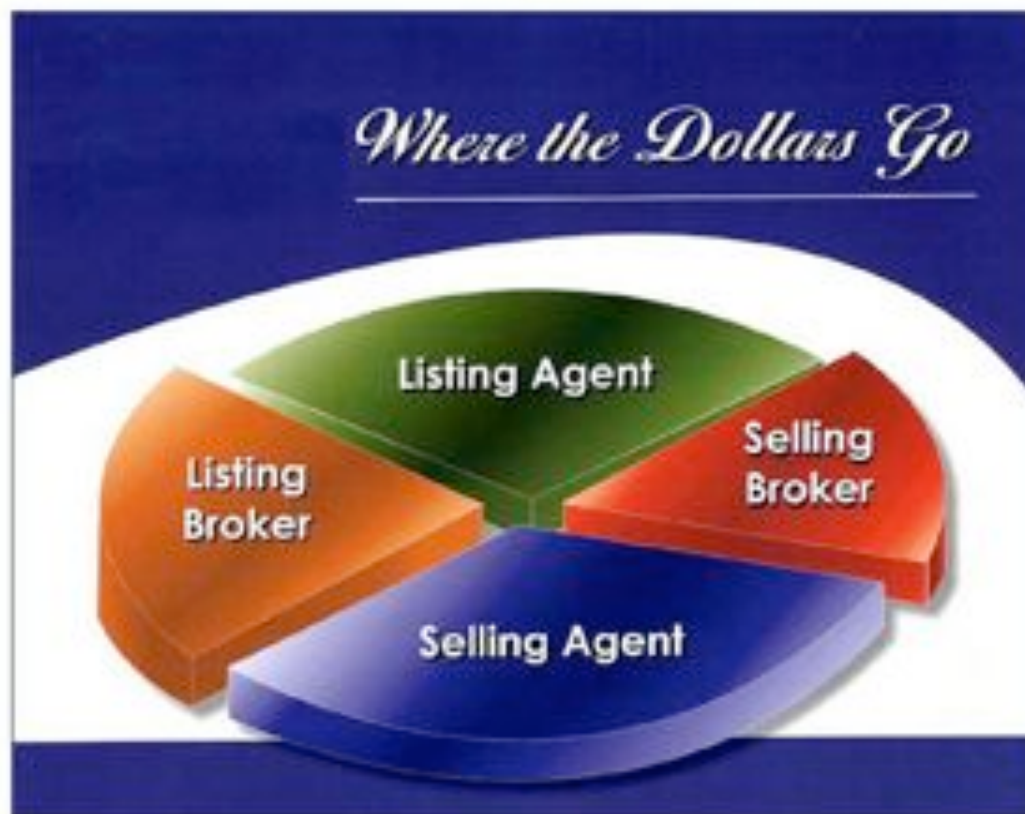 Where the Dollars Go
Listing Agent
Selling
Broker
Listing
Broker
Selling Agent